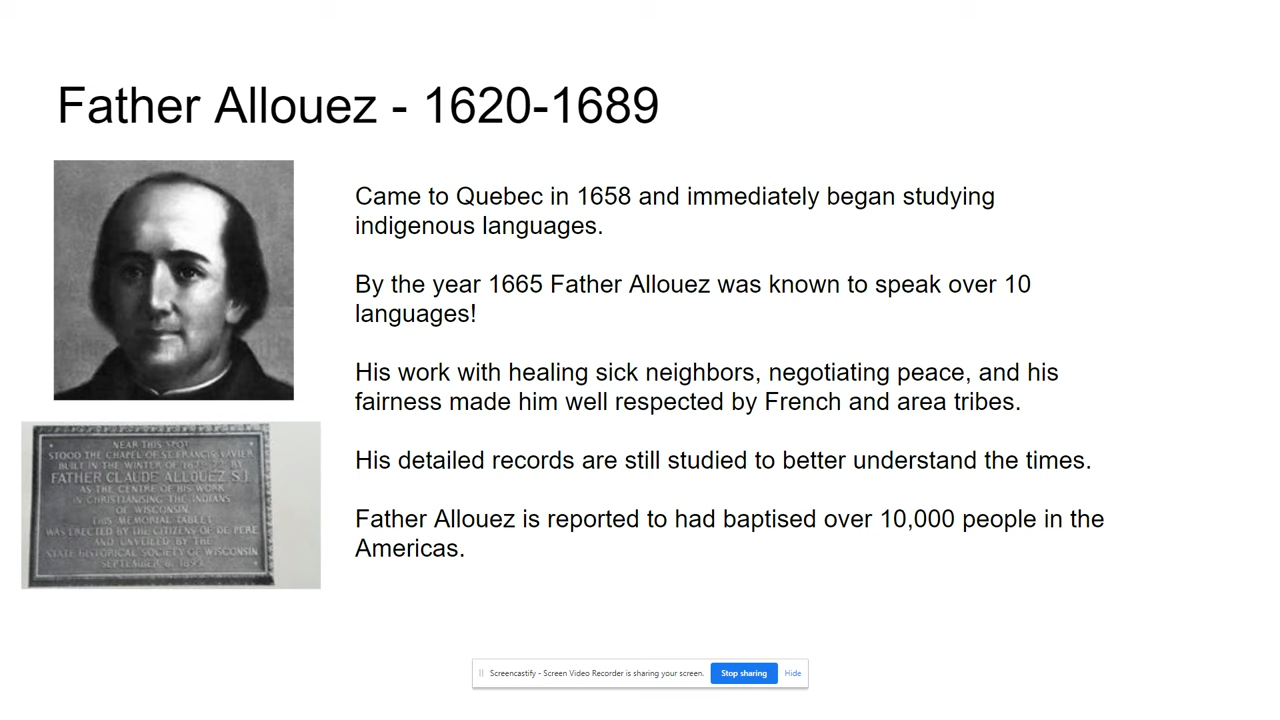 Father Allouez - 1620-1689
Came to Quebec in 1658 and immediately began studying
indigenous languages.
By the year 1665 Father Allouez was known to speak over 10
languages!
His work with healing sick neighbors, negotiating peace, and his
fairness made him well respected by French and area tribes.
His detailed records are still studied to better understand the times.
Father Allouez is reported to had baptised over 10,000 people in the
Americas.
NEAR THIS SPOT
STOOD THE CHAPEL OF ST. FRANCIS XAVIER
BUILT IN THE WINTER OF BY
FATHER CLAUDE ALLOUEZ S.J.
AS THE CENTRE OF HIS WORK
IN CHRISTIANISING THE INDIANS
OF WISCONSIN.
THIS MEMORIAL TABLET
WAS ERECTED BY THE CITIZENS OF DE PERE
AND UNVEILED BY THE
STATE HISTORICAL SOCIETY OF WISCONSIN
SEPTEMBER 6, 1899
Screencastify - Screen Video Recorder is sharing your screen.
Stop sharing
Hide